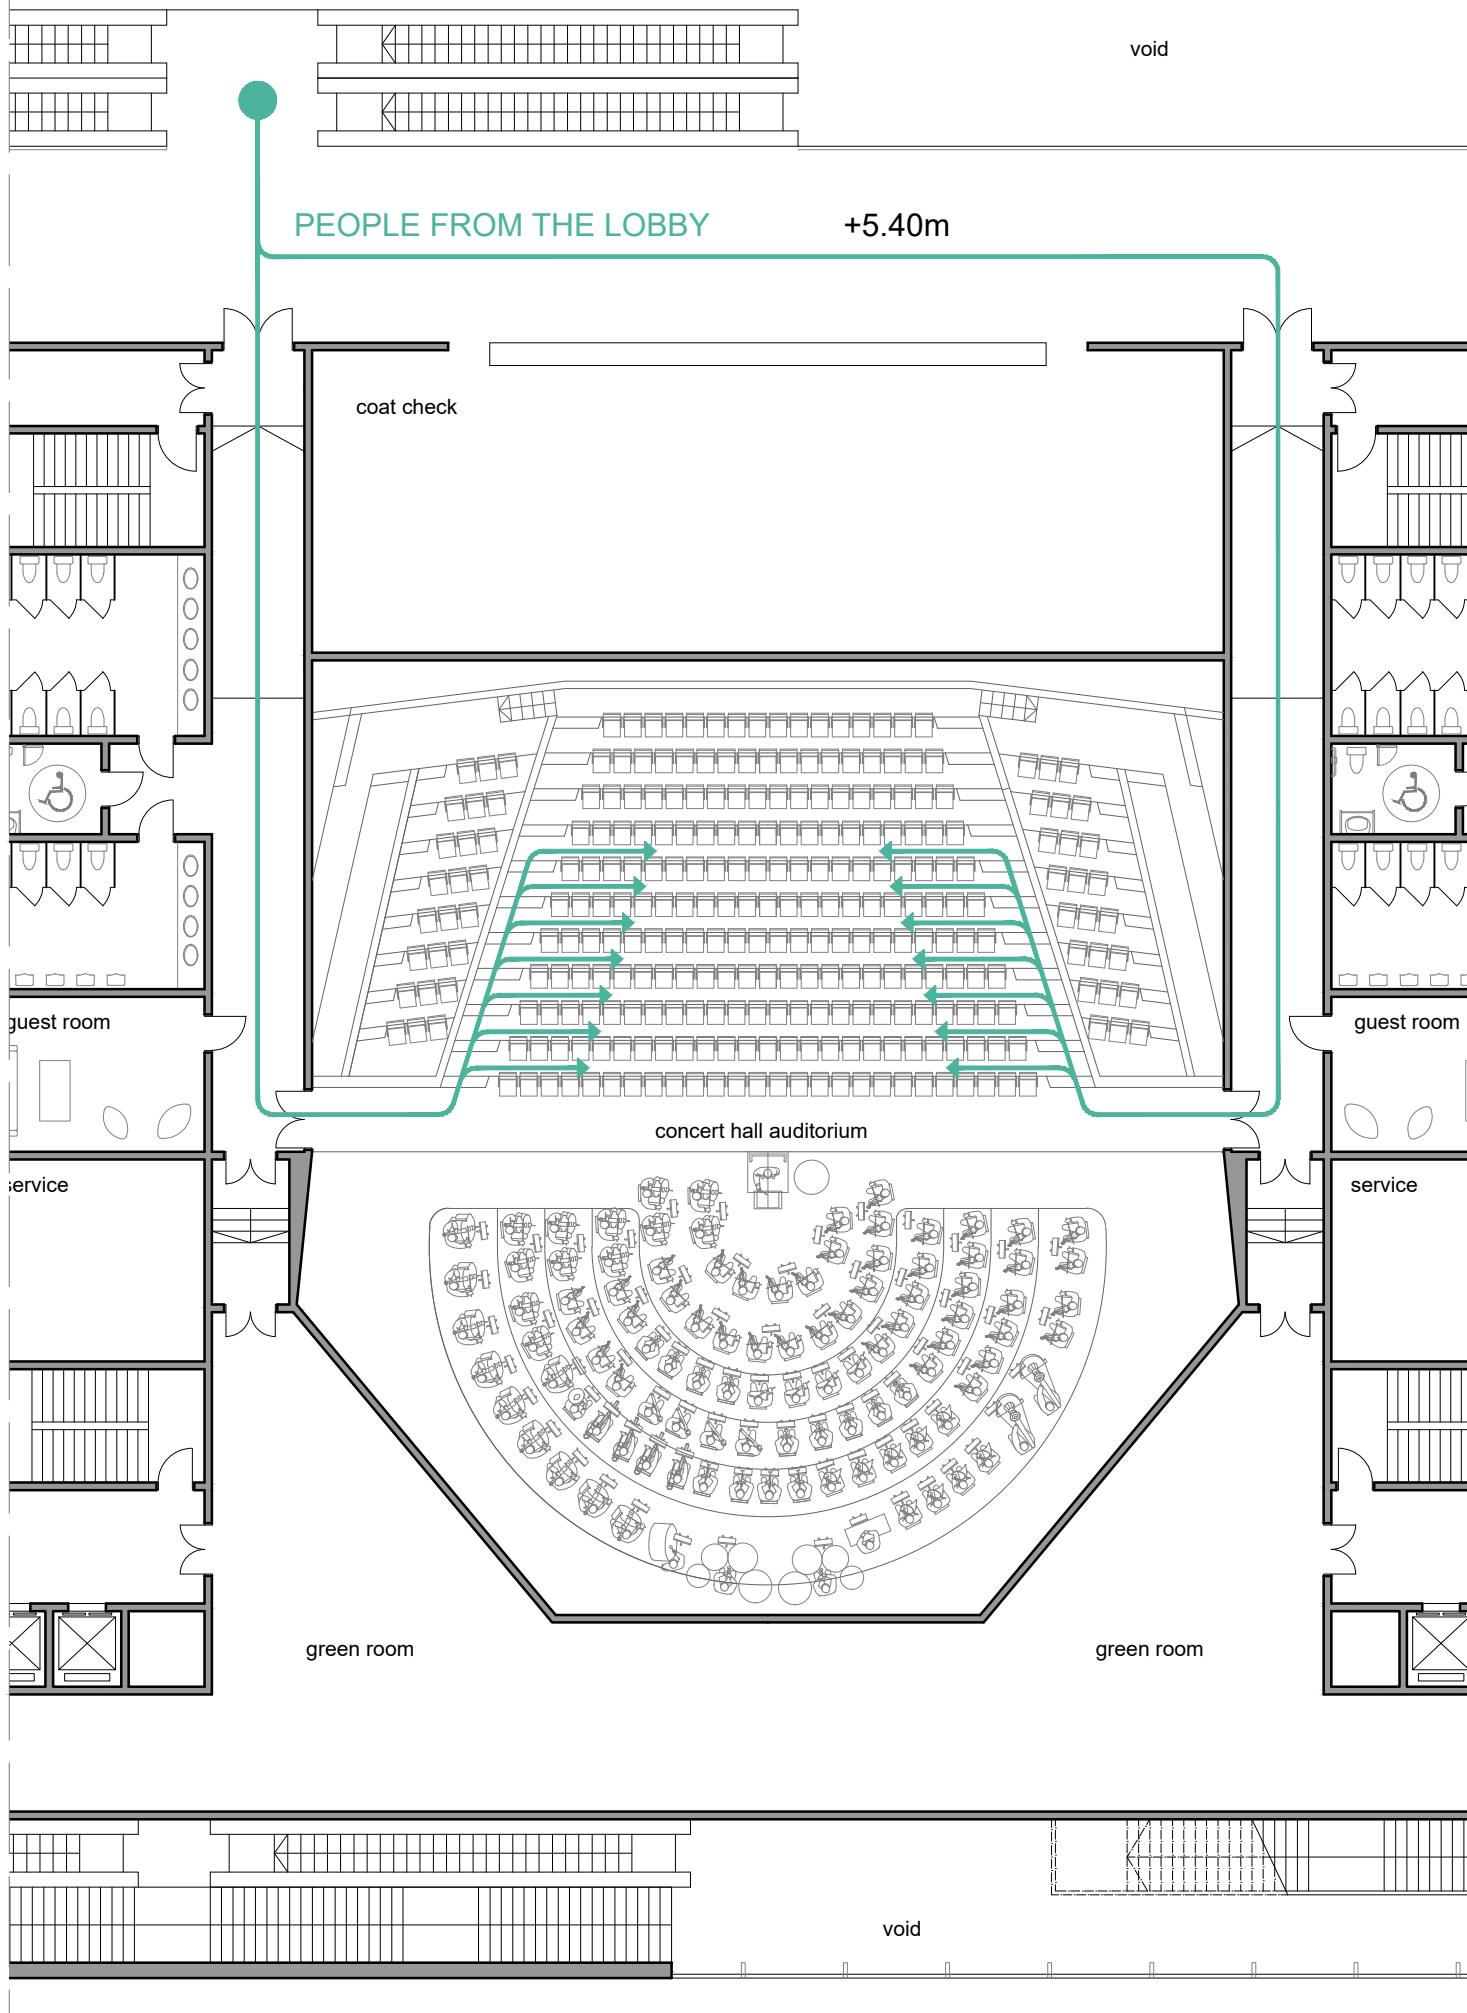 void
PEOPLE FROM THE LOBBY
+5.40m
coat check
guest room
guest room
concert hall auditorium
service
service
green room
green room
void